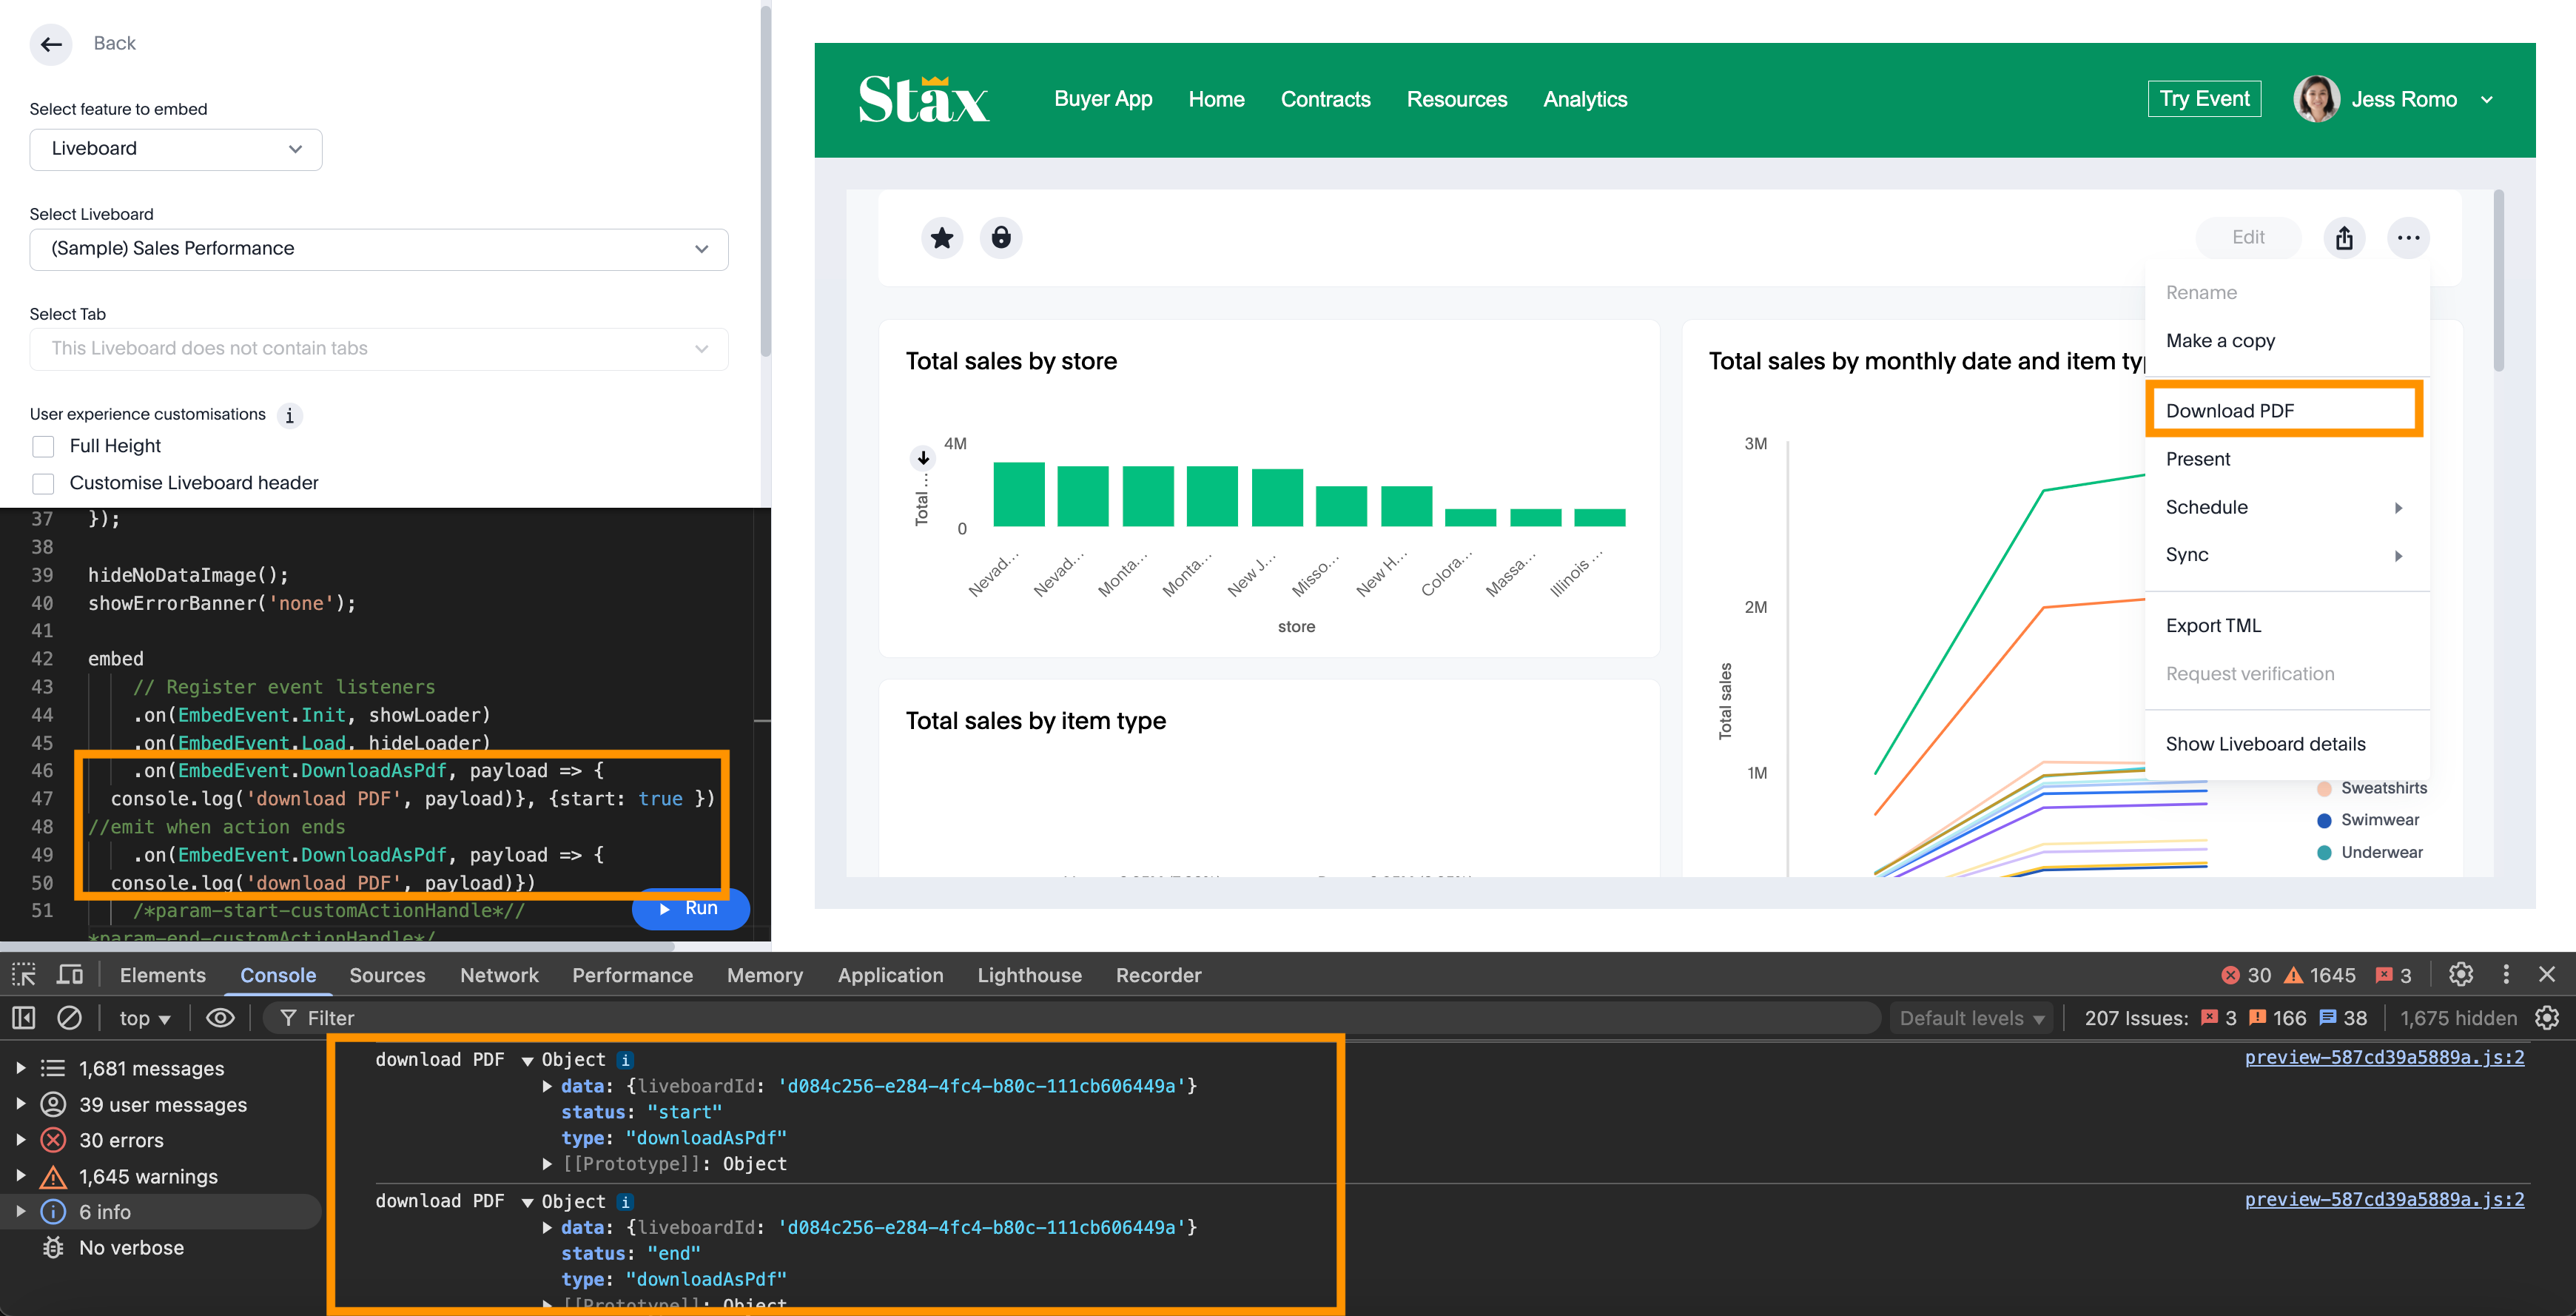 Back
Select feature to embed
Liveboard
Select Liveboard
(Sample) Sales Performance
Select Tab
This Liveboard does not contain tabs
User experience customisations i
Full Height
Customise Liveboard header
37 });
38
39 hideNoDataImage();
40 showErrorBanner('none');
41
42 embed
43 // Register event listeners
44 .on(EmbedEvent.Init, showLoader)
45 .on(EmbedEvent.Load, hideLoader)
46 .on(EmbedEvent.DownloadAsPdf, payload => {
47 console.log('download PDF', payload)}, {start: true })
48 //emit when action ends
49 .on(EmbedEvent.DownloadAsPdf, payload => {
50 console.log('download PDF', payload)})
51 /*param-start-customActionHandle*//
*param-end-customActionHandle*/
Run
Stax
Buyer App Home Contracts Resources Analytics
Try Event
Jess Romo
Edit
Rename
Make a copy
Download PDF
Present
Schedule
Sync
Export TML
Request verification
Show Liveboard details
Total sales by store
4M
0
Total ...
Nevad...
Nevad...
Monta...
Monta...
New J...
Misso...
New H...
Colora...
Massa...
Illinois ...
store
Total sales by item type
Total sales by monthly date and item typ
3M
2M
1M
Total sales
Sweatshirts
Swimwear
Underwear
Elements Console Sources Network Performance Memory Application Lighthouse Recorder
30 1645 3
top Filter Default levels 207 Issues: 3 166 38 1,675 hidden
1,681 messages
39 user messages
30 errors
1,645 warnings
6 info
No verbose
download PDF Object i preview-587cd39a5889a.js:2
data: {liveboardId: 'd084c256-e284-4fc4-b80c-111cb606449a'}
status: "start"
type: "downloadAsPdf"
[[Prototype]]: Object
download PDF Object i preview-587cd39a5889a.js:2
data: {liveboardId: 'd084c256-e284-4fc4-b80c-111cb606449a'}
status: "end"
type: "downloadAsPdf"
[[Prototype]]: Object